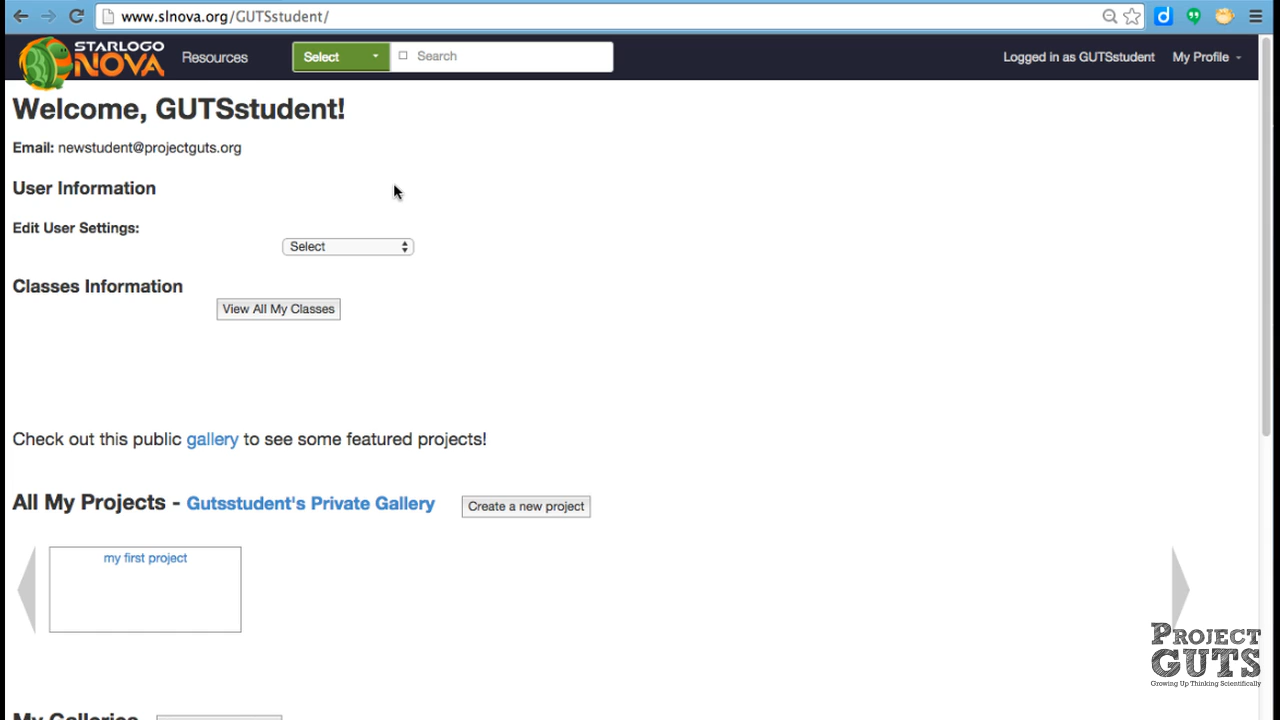 www.slnova.org/GUTSstudent/
STARLOGO NOVA Resources Select Search Logged in as GUTSstudent My Profile
Welcome, GUTSstudent!
Email: newstudent@projectguts.org
User Information
Edit User Settings:
Select
Classes Information
View All My Classes
Check out this public gallery to see some featured projects!
All My Projects - Gutsstudent's Private Gallery Create a new project
my first project
PROJECT
GUTS
Growing Up Thinking Scientifically
My Galleries